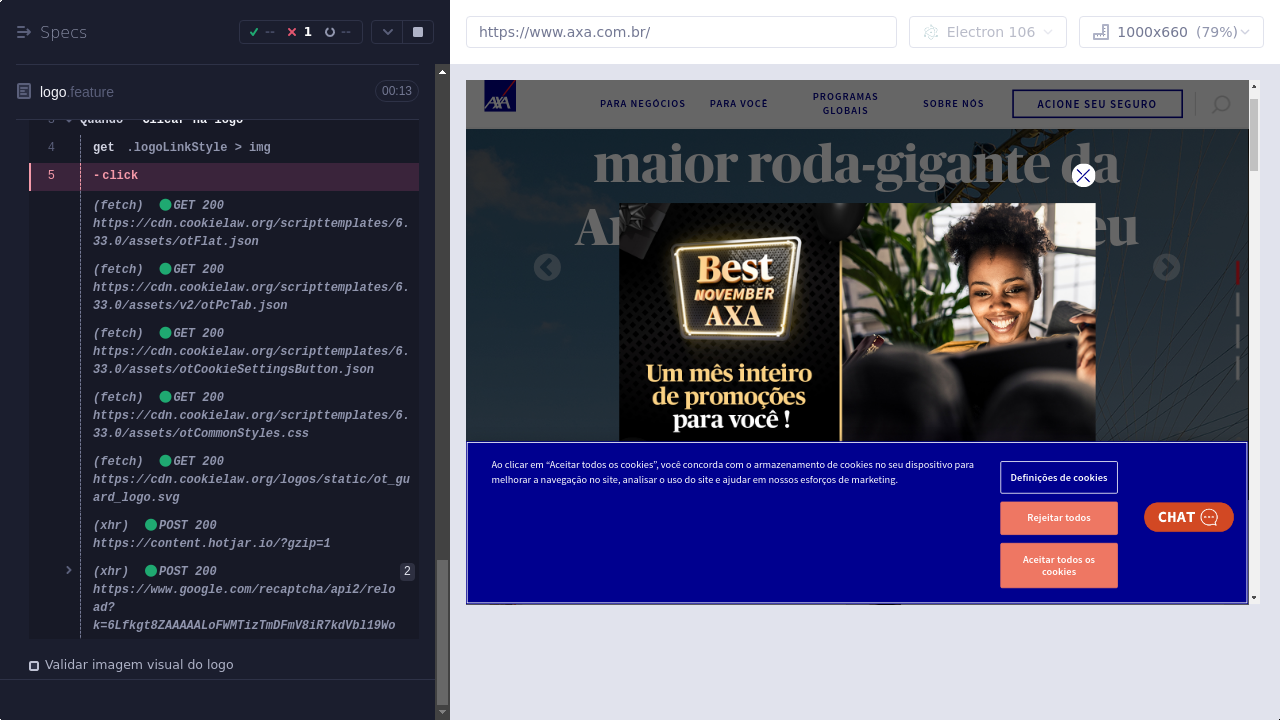 Specs
--
1
--
https://www.axa.com.br/
Electron 106
1000x660 (79%)
logo.feature
00:13
Quando Clicar na logo
4 get .logoLinkStyle > img
5 -click
(fetch) GET 200
https://cdn.cookielaw.org/scripttemplates/6.
33.0/assets/otFlat.json
(fetch) GET 200
https://cdn.cookielaw.org/scripttemplates/6.
33.0/assets/v2/otPcTab.json
(fetch) GET 200
https://cdn.cookielaw.org/scripttemplates/6.
33.0/assets/otCookieSettingsButton.json
(fetch) GET 200
https://cdn.cookielaw.org/scripttemplates/6.
33.0/assets/otCommonStyles.css
(fetch) GET 200
https://cdn.cookielaw.org/logos/static/ot_gu
ard_logo.svg
(xhr) POST 200
https://content.hotjar.io/?gzip=1
(xhr) POST 200
2
https://www.google.com/recaptcha/api2/relo
ad?
k=6Lfkgt8ZAAAAALoFWMTizTmDFmV8iR7kdVbl19Wo
Validar imagem visual do logo
AXA
PARA NEGÓCIOS
PARA VOCÊ
PROGRAMAS
GLOBAIS
SOBRE NÓS
ACIONE SEU SEGURO
maior roda-gigante da
Best
NOVEMBER
AXA
Um mês inteiro
de promoções
para você !
Ao clicar em “Aceitar todos os cookies”, você concorda com o armazenamento de cookies no seu dispositivo para
melhorar a navegação no site, analisar o uso do site e ajudar em nossos esforços de marketing.
Definições de cookies
Rejeitar todos
Aceitar todos os
cookies
CHAT